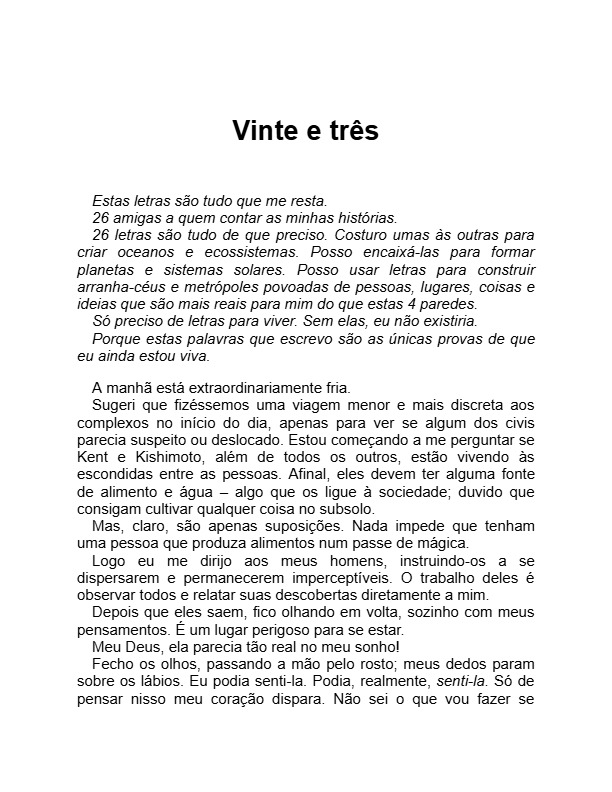 Vinte e três
Estas letras são tudo que me resta.
26 amigas a quem contar as minhas histórias.
26 letras são tudo de que preciso. Costuro umas às outras para
criar oceanos e ecossistemas. Posso encaixá-las para formar
planetas e sistemas solares. Posso usar letras para construir
arranha-céus e metrópoles povoadas de pessoas, lugares, coisas e
ideias que são mais reais para mim do que estas 4 paredes.
Só preciso de letras para viver. Sem elas, eu não existiria.
Porque estas palavras que escrevo são as únicas provas de que
eu ainda estou viva.
A manhã está extraordinariamente fria.
Sugeri que fizéssemos uma viagem menor e mais discreta aos
complexos no início do dia, apenas para ver se algum dos civis
parecia suspeito ou deslocado. Estou começando a me perguntar se
Kent e Kishimoto, além de todos os outros, estão vivendo às
escondidas entre as pessoas. Afinal, eles devem ter alguma fonte
de alimento e água – algo que os ligue à sociedade; duvido que
consigam cultivar qualquer coisa no subsolo.
Mas, claro, são apenas suposições. Nada impede que tenham
uma pessoa que produza alimentos num passe de mágica.
Logo eu me dirijo aos meus homens, instruindo-os a se
dispersarem e permanecerem imperceptíveis. O trabalho deles é
observar todos e relatar suas descobertas diretamente a mim.
Depois que eles saem, fico olhando em volta, sozinho com meus
pensamentos. É um lugar perigoso para se estar.
Meu Deus, ela parecia tão real no meu sonho!
Fecho os olhos, passando a mão pelo rosto; meus dedos param
sobre os lábios. Eu podia senti-la. Podia, realmente, senti-la. Só de
pensar nisso meu coração dispara. Não sei o que vou fazer se